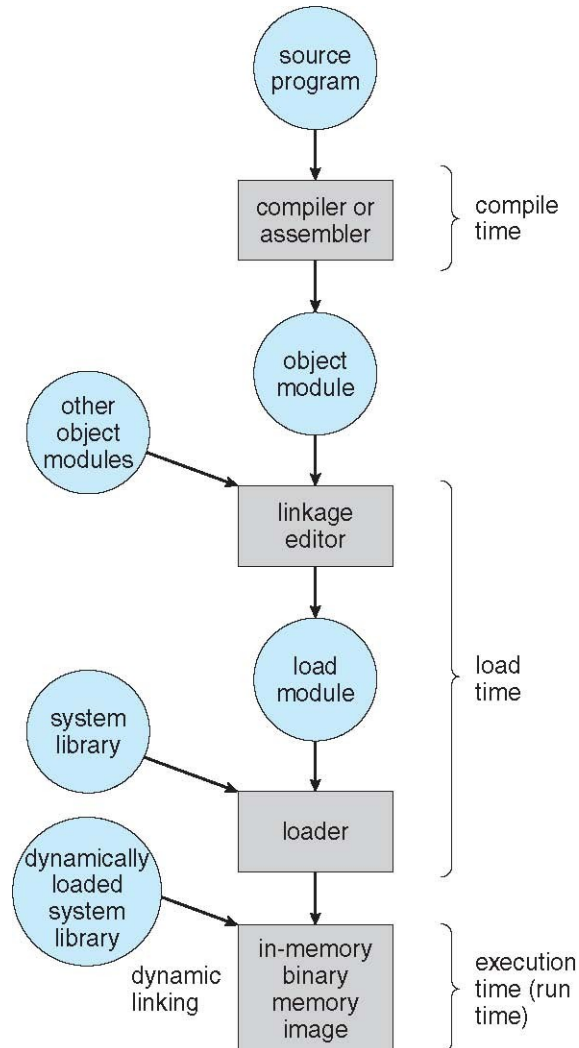 source
program
compiler or
assembler
compile
time
object
module
other
object
modules
linkage
editor
load
module
load
time
system
library
loader
dynamically
loaded
system
library
dynamic
linking
in-memory
binary
memory
image
execution
time (run
time)